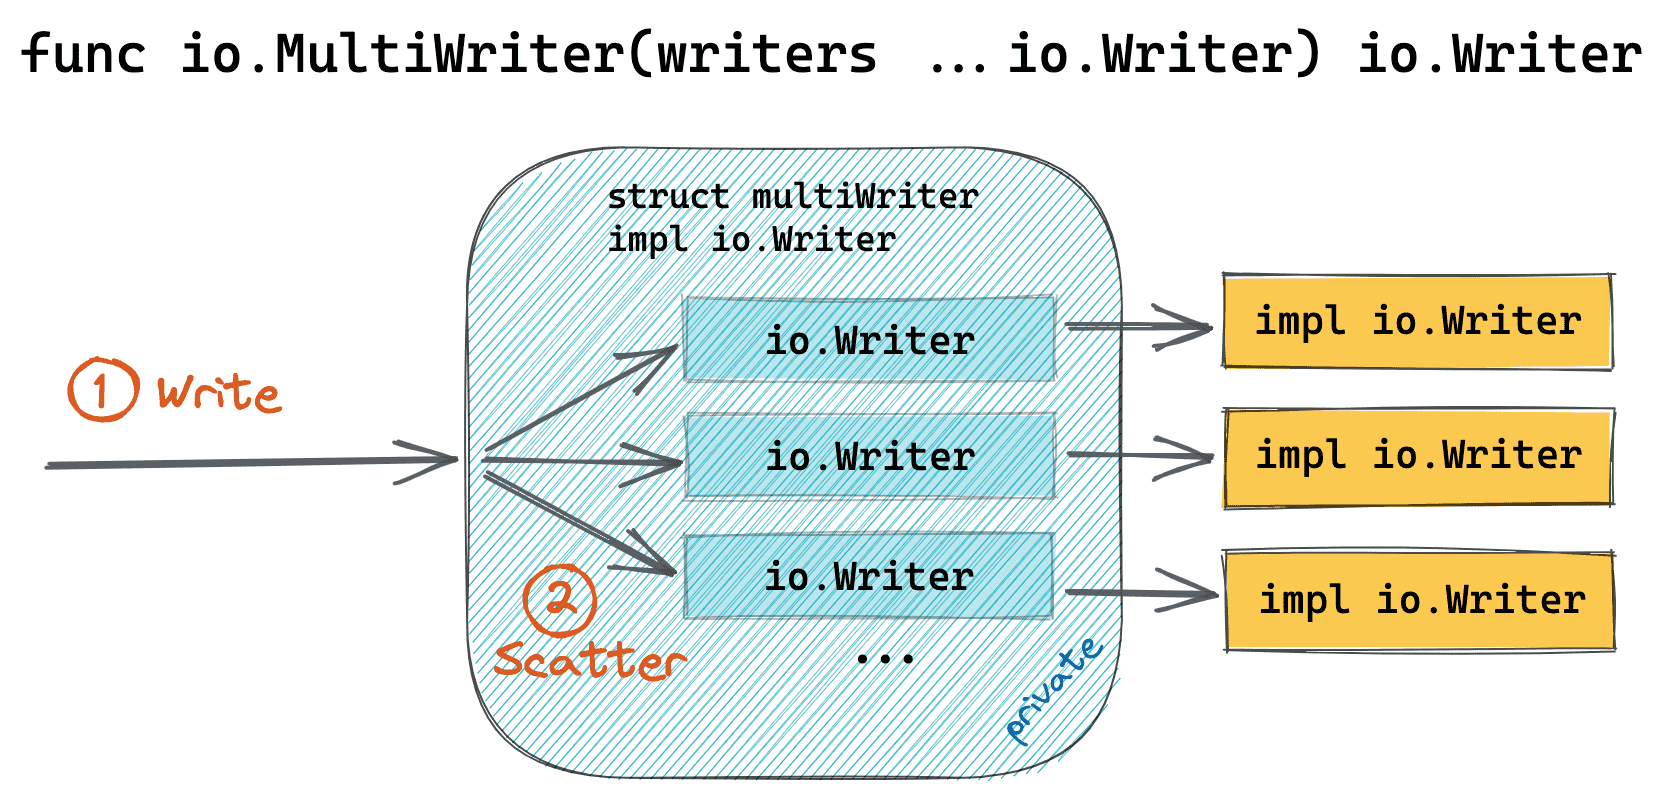 func io.MultiWriter(writers ...io.Writer) io.Writer
struct multiWriter
impl io.Writer
io.Writer
impl io.Writer
1 Write
io.Writer
impl io.Writer
io.Writer
impl io.Writer
2
Scatter
...
private